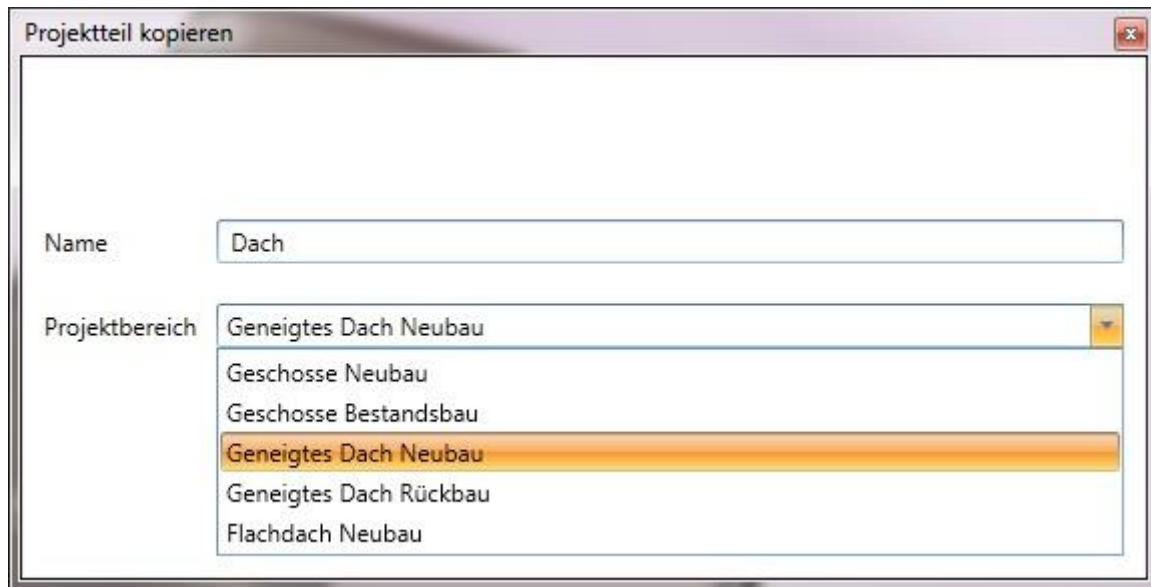 Projektteil kopieren
Name
Dach
Projektbereich
Geneigtes Dach Neubau
Geschosse Neubau
Geschosse Bestandsbau
Geneigtes Dach Neubau
Geneigtes Dach Rückbau
Flachdach Neubau